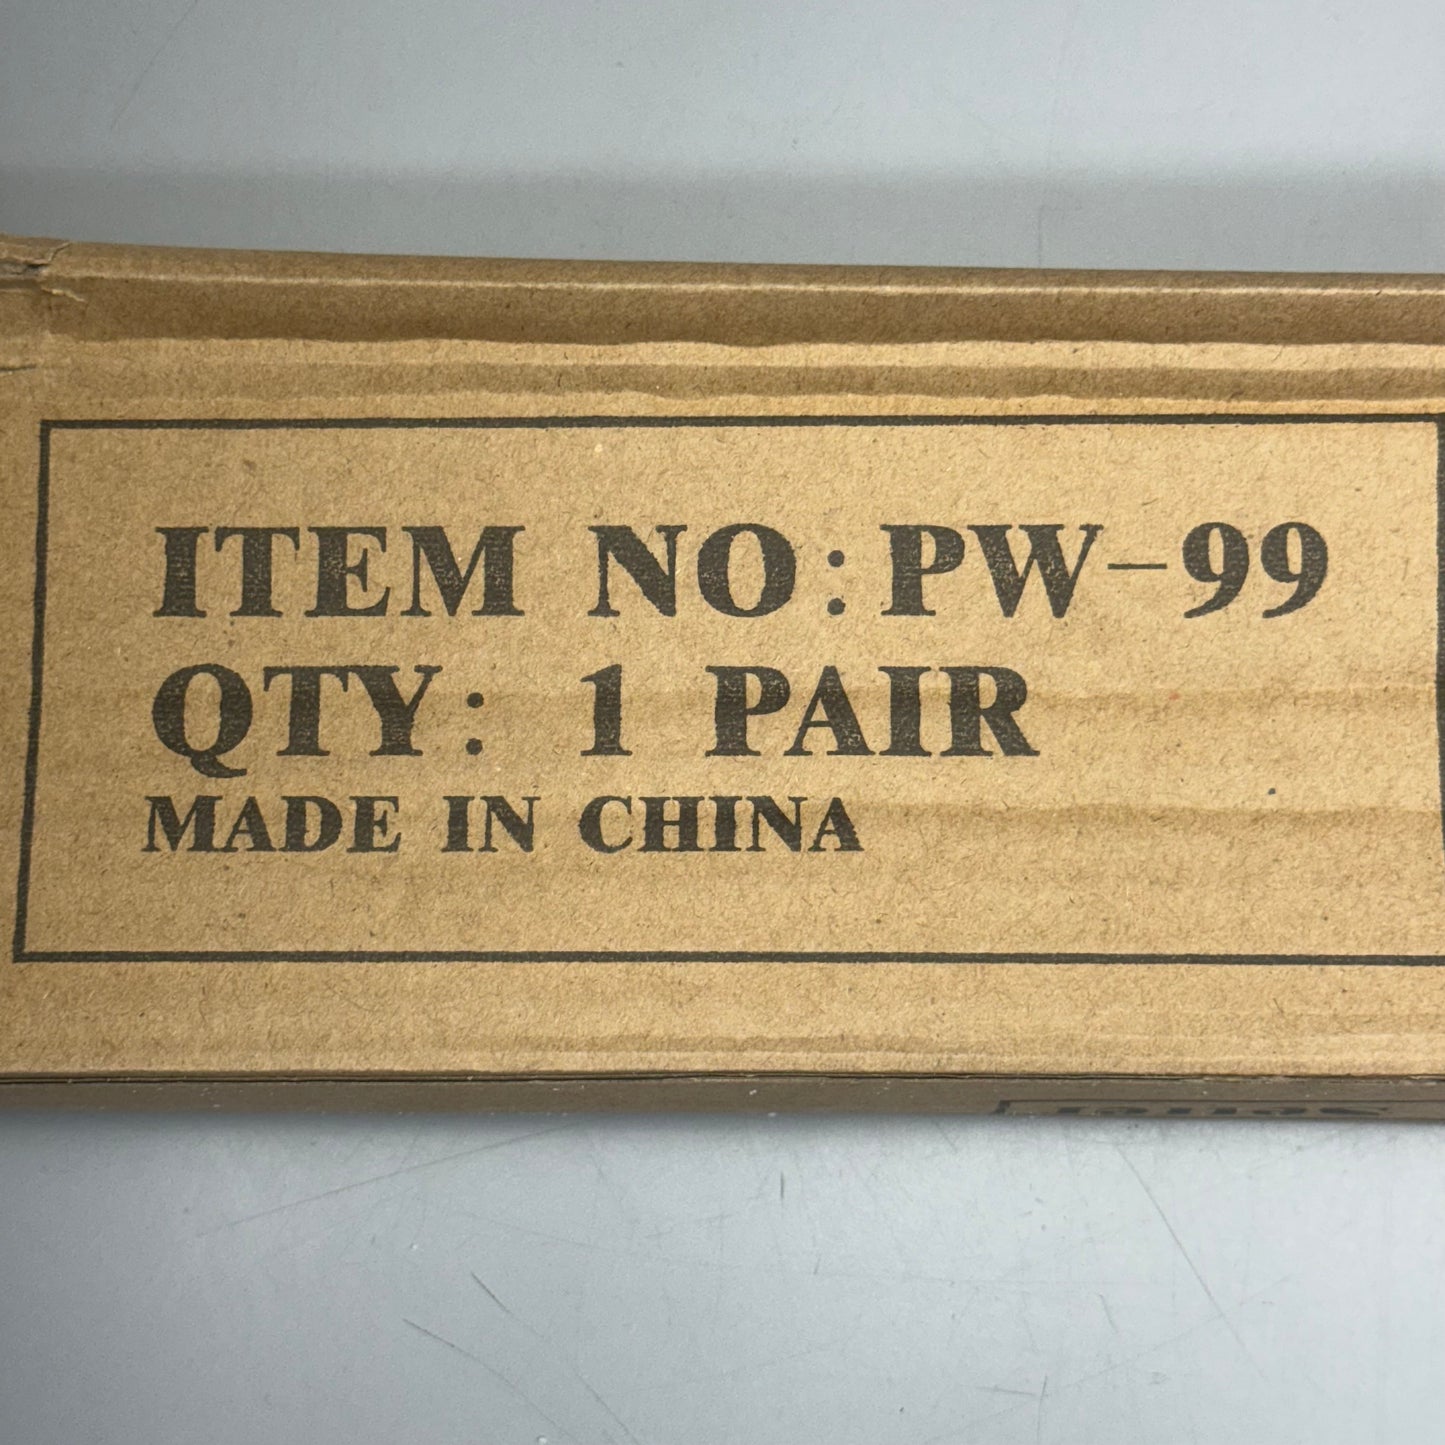 ITEM NO:PW-99
QTY: 1 PAIR
MADE IN CHINA